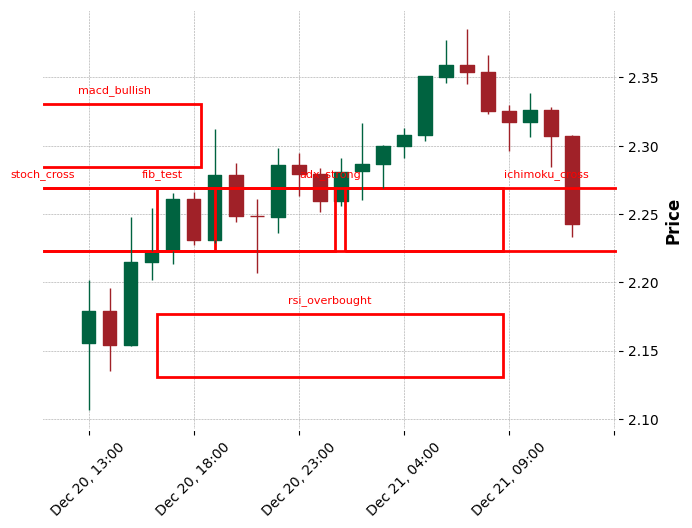 macd_bullish
stoch_cross
fib_test
adx_strong
ichimoku_cross
rsi_overbought
2.35
2.30
2.25
2.20
2.15
2.10
Price
Dec 20, 13:00
Dec 20, 18:00
Dec 20, 23:00
Dec 21, 04:00
Dec 21, 09:00